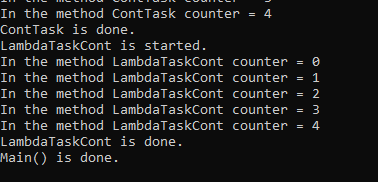 In the method ContTask counter = 3
In the method ContTask counter = 4
ContTask is done.
LambdaTaskCont is started.
In the method LambdaTaskCont counter = 0
In the method LambdaTaskCont counter = 1
In the method LambdaTaskCont counter = 2
In the method LambdaTaskCont counter = 3
In the method LambdaTaskCont counter = 4
LambdaTaskCont is done.
Main() is done.